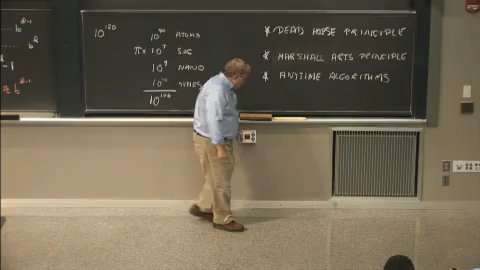 10^120
10^80 ATOMS
π x 10^7 SEC
10^9 NANO
10^10 YEARS
10^106
* DEAD HORSE PRINCIPLE
* MARSHALL ARTS PRINCIPLE
* ANYTIME ALGORITHMS